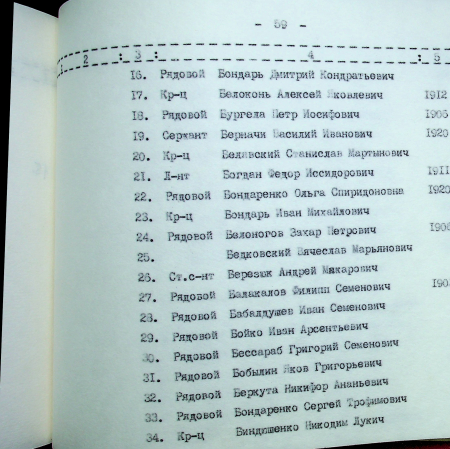 - 59 -
1 : 2 : 3 : 4 : 5
16. Рядовой Бондарь Дмитрий Кондратьевич
17. Кр-ц Белоконь Алексей Яковлевич 1912
18. Рядовой Бургела Петр Иосифович 1905
19. Сержант Верначи Василий Иванович 1920
20. Кр-ц Белявский Станислав Мартынович
21. Л-нт Богдан Федор Иссидорович 1911
22. Рядовой Бондаренко Ольга Спиридоновна 1920
23. Кр-ц Бондарь Иван Михайлович
24. Рядовой Белоногов Захар Петрович
25. Бедковский Вячеслав Марьянович
26. Ст.с-нт Березюк Андрей Макарович
27. Рядовой Балакалов Филипп Семенович
28. Рядовой Бабалдушев Иван Семенович
29. Рядовой Бойко Иван Арсентьевич
30. Рядовой Бессараб Григорий Семенович
31. Рядовой Бобылин Яков Григорьевич
32. Рядовой Беркута Никифор Ананьевич
33. Рядовой Бондаренко Сергей Трофимович
34. Кр-ц Биндюшенко Никодим Лукич